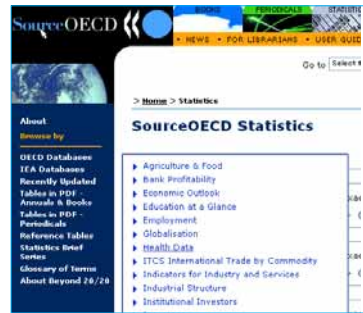 SourceOECD
BOOKS PERIODICALS STATISTIC
• NEWS • FOR LIBRARIANS • USER GUID
Go to Select
> Home > Statistics
About
Browse by
OECD Databases
IEA Databases
Recently Updated
Tables in PDF -
Annuals & Books
Tables in PDF -
Periodicals
Reference Tables
Statistics Brief
Series
Glossary of Terms
About Beyond 20/20
SourceOECD Statistics
Agriculture & Food
Bank Profitability
Economic Outlook
Education at a Glance
Employment
Globalisation
Health Data
ITCS International Trade by Commodity
Indicators for Industry and Services
Industrial Structure
Institutional Investors